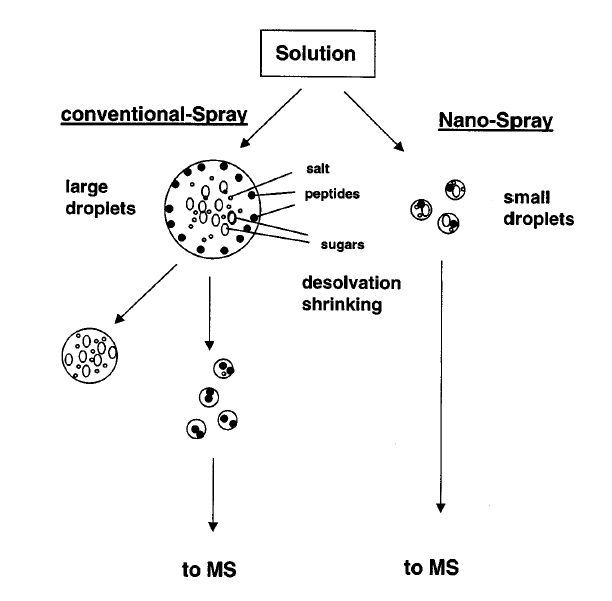 Solution
conventional-Spray
Nano-Spray
large
droplets
salt
peptides
sugars
small
droplets
desolvation
shrinking
to MS
to MS